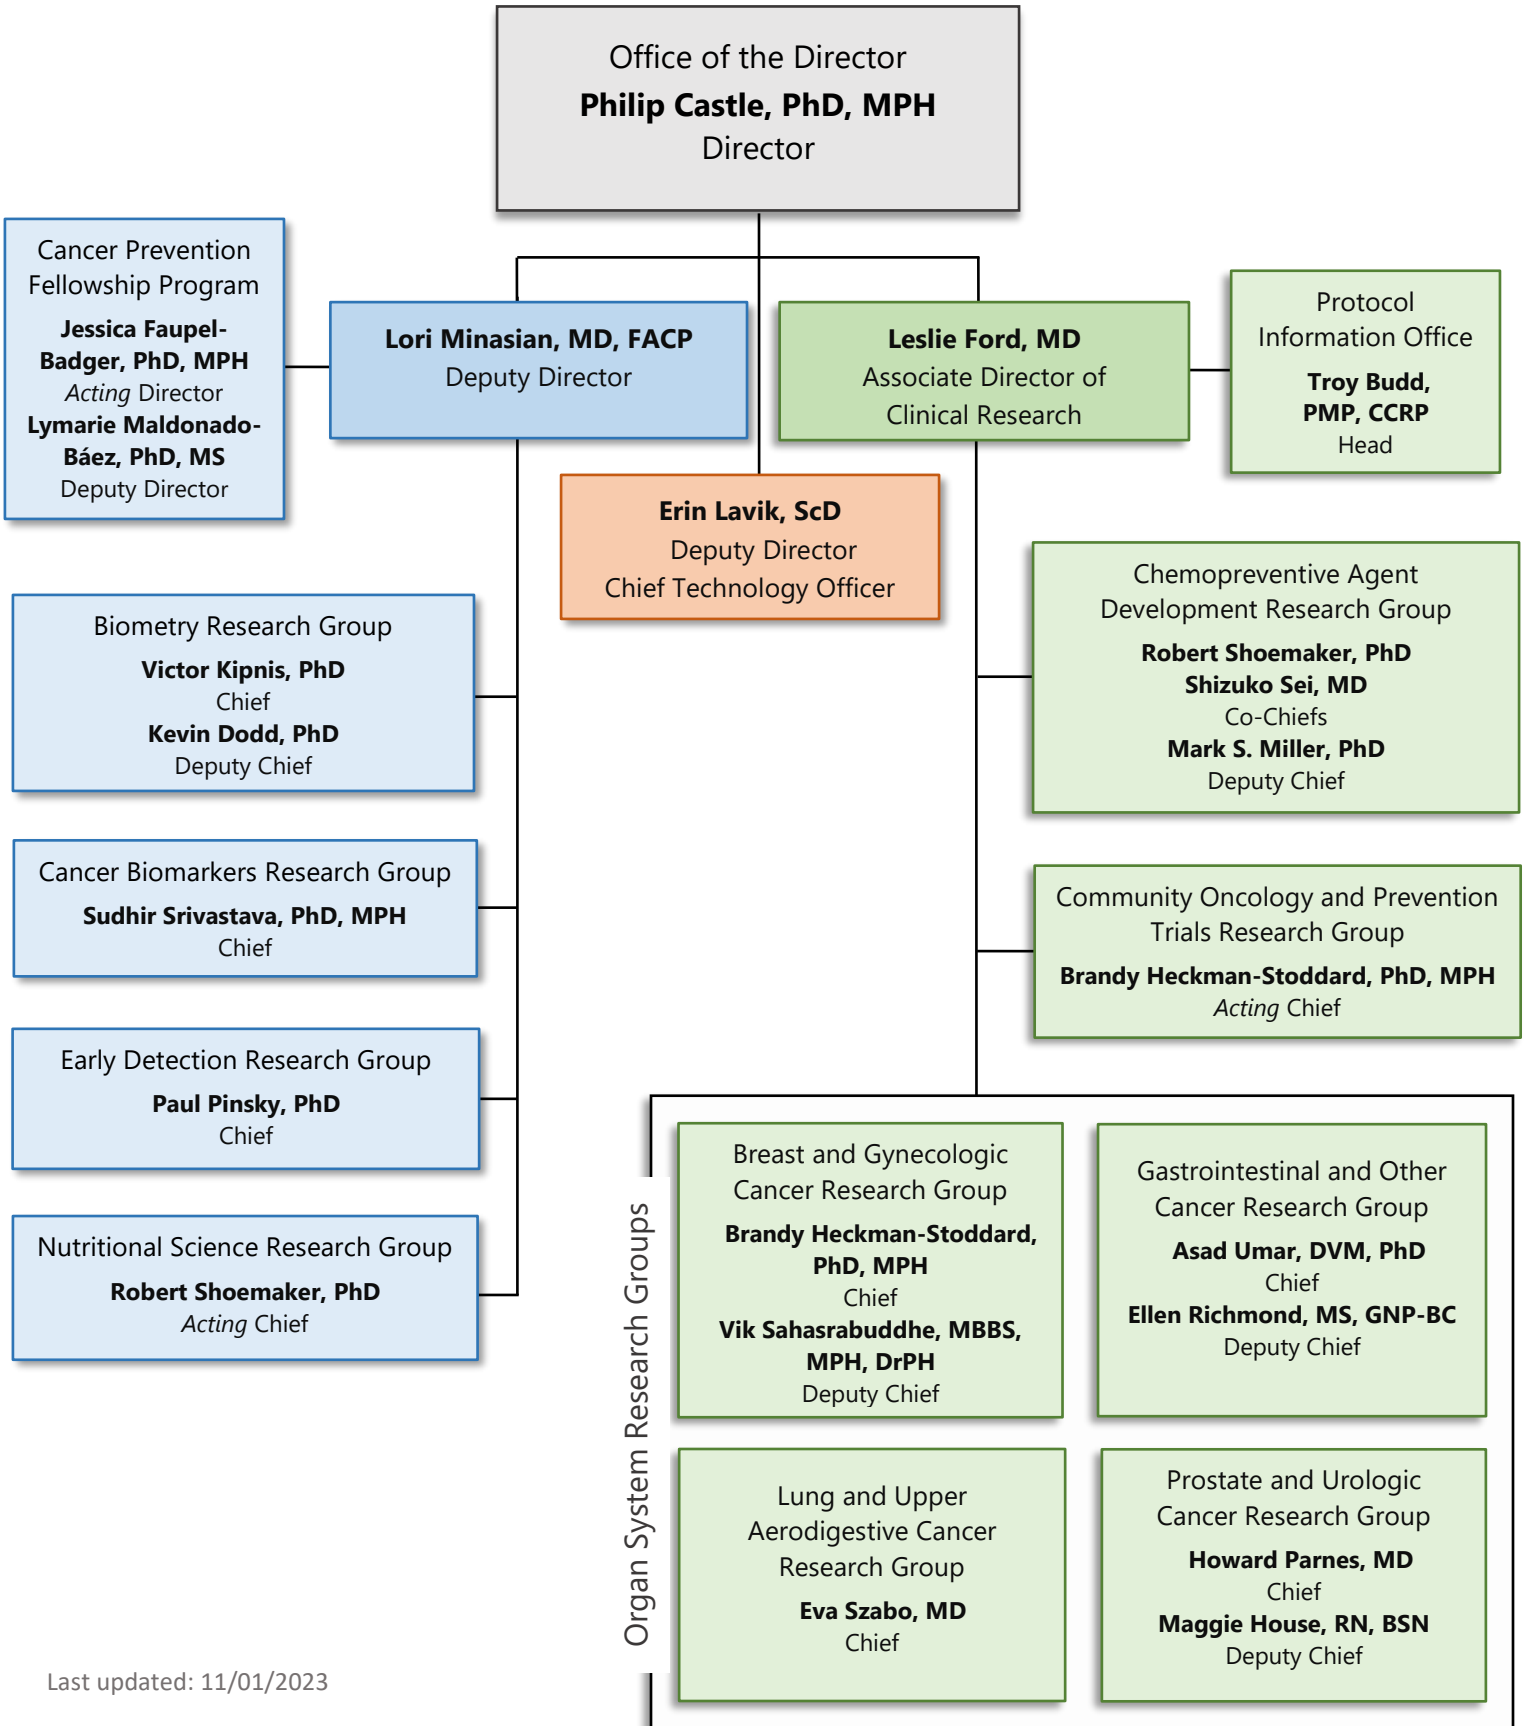 Office of the Director
Philip Castle, PhD, MPH
Director
Cancer Prevention
Fellowship Program
Jessica Faupel-
Badger, PhD, MPH
Acting Director
Lymarie Maldonado-
Báez, PhD, MS
Deputy Director
Lori Minasian, MD, FACP
Deputy Director
Leslie Ford, MD
Associate Director of
Clinical Research
Protocol
Information Office
Troy Budd,
PMP, CCRP
Head
Erin Lavik, ScD
Deputy Director
Chief Technology Officer
Biometry Research Group
Victor Kipnis, PhD
Chief
Kevin Dodd, PhD
Deputy Chief
Cancer Biomarkers Research Group
Sudhir Srivastava, PhD, MPH
Chief
Early Detection Research Group
Paul Pinsky, PhD
Chief
Nutritional Science Research Group
Robert Shoemaker, PhD
Acting Chief
Chemopreventive Agent
Development Research Group
Robert Shoemaker, PhD
Shizuko Sei, MD
Co-Chiefs
Mark S. Miller, PhD
Deputy Chief
Community Oncology and Prevention
Trials Research Group
Brandy Heckman-Stoddard, PhD, MPH
Acting Chief
Organ System Research Groups
Breast and Gynecologic
Cancer Research Group
Brandy Heckman-Stoddard,
PhD, MPH
Chief
Vik Sahasrabuddhe, MBBS,
MPH, DrPH
Deputy Chief
Gastrointestinal and Other
Cancer Research Group
Asad Umar, DVM, PhD
Chief
Ellen Richmond, MS, GNP-BC
Deputy Chief
Lung and Upper
Aerodigestive Cancer
Research Group
Eva Szabo, MD
Chief
Prostate and Urologic
Cancer Research Group
Howard Parnes, MD
Chief
Maggie House, RN, BSN
Deputy Chief
Last updated: 11/01/2023